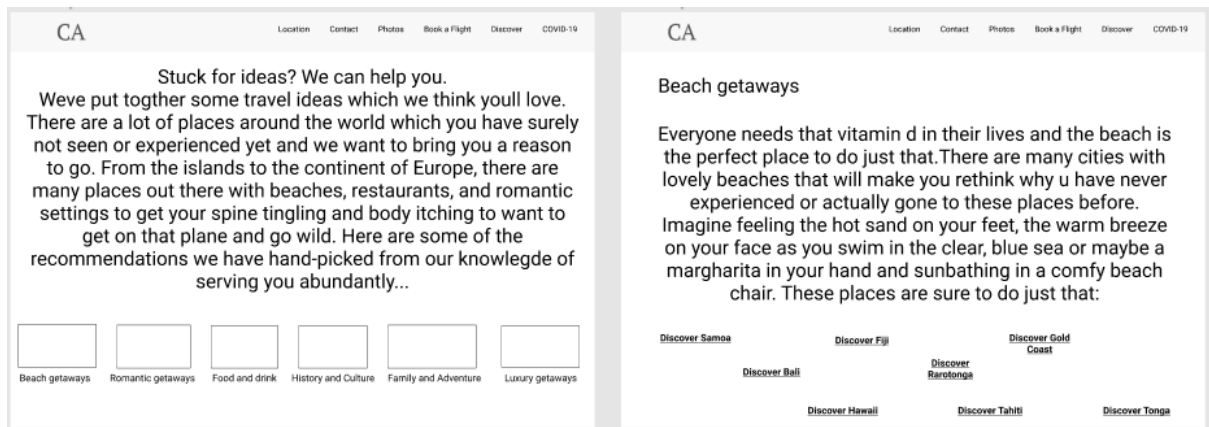 CA
Location Contact Photos Book a Flight Discover COVID-19
Stuck for ideas? We can help you.
Weve put togther some travel ideas which we think youll love.
There are a lot of places around the world which you have surely
not seen or experienced yet and we want to bring you a reason
to go. From the islands to the continent of Europe, there are
many places out there with beaches, restaurants, and romantic
settings to get your spine tingling and body itching to want to
get on that plane and go wild. Here are some of the
recommendations we have hand-picked from our knowlegde of
serving you abundantly...
Beach getaways Romantic getaways Food and drink History and Culture Family and Adventure Luxury getaways
CA
Location Contact Photos Book a Flight Discover COVID-19
Beach getaways
Everyone needs that vitamin d in their lives and the beach is
the perfect place to do just that.There are many cities with
lovely beaches that will make you rethink why u have never
experienced or actually gone to these places before.
Imagine feeling the hot sand on your feet, the warm breeze
on your face as you swim in the clear, blue sea or maybe a
margharita in your hand and sunbathing in a comfy beach
chair. These places are sure to do just that:
Discover Samoa
Discover Fiji
Discover Gold
Coast
Discover Bali
Discover
Rarotonga
Discover Hawaii
Discover Tahiti
Discover Tonga